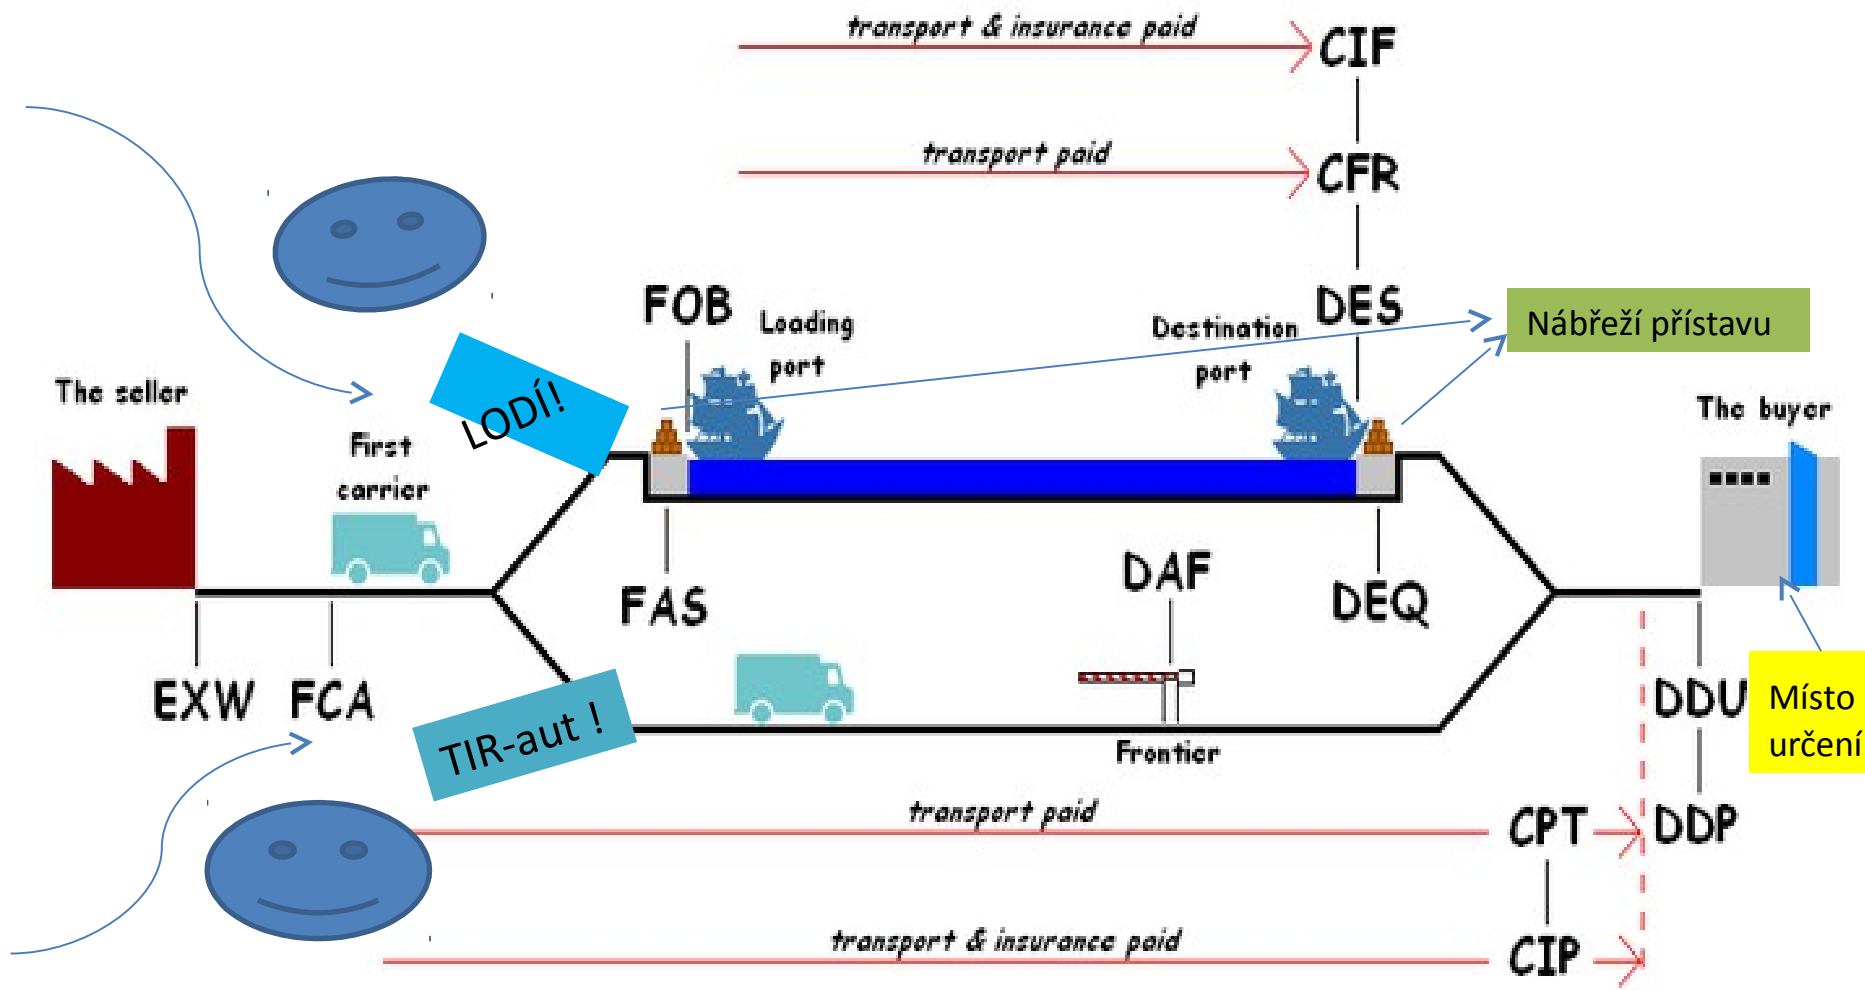 transport & insurance paid
CIF
transport paid
CFR
FOB
Loading
port
Destination
port
DES
Nábřeží přístavu
LODÍ!
The seller
The buyer
First
carrier
FAS
DAF
DEQ
EXW
FCA
TIR-aut !
Frontier
DDU
Místo
určení
transport paid
CPT
DDP
transport & insurance paid
CIP